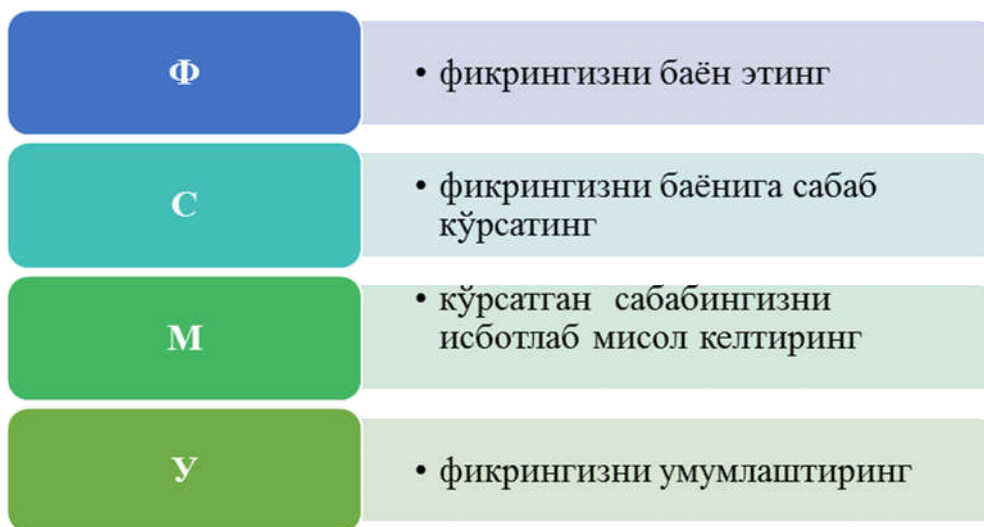 Ф
• фикрингизни баён этинг
С
• фикрингизни баёнига сабаб
кўрсатинг
М
• кўрсатган сабабингизни
исботлаб мисол келтиринг
У
• фикрингизни умумлаштиринг